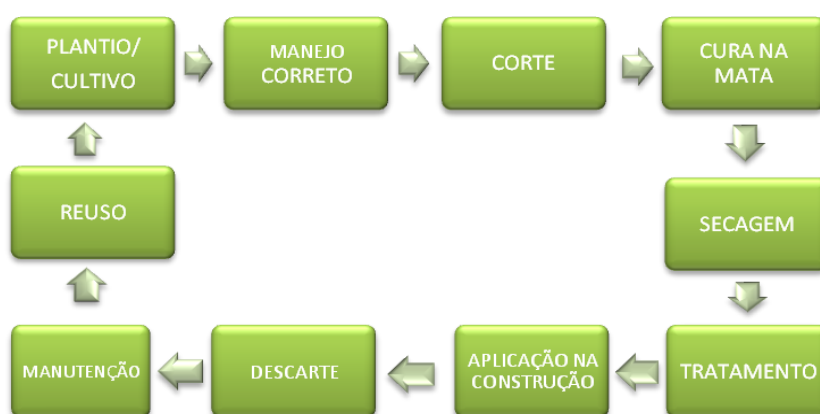 PLANTIO/
CULTIVO
MANEJO
CORRETO
CORTE
CURA NA
MATA
SECAGEM
TRATAMENTO
APLICAÇÃO NA
CONSTRUÇÃO
DESCARTE
MANUTENÇÃO
REUSO